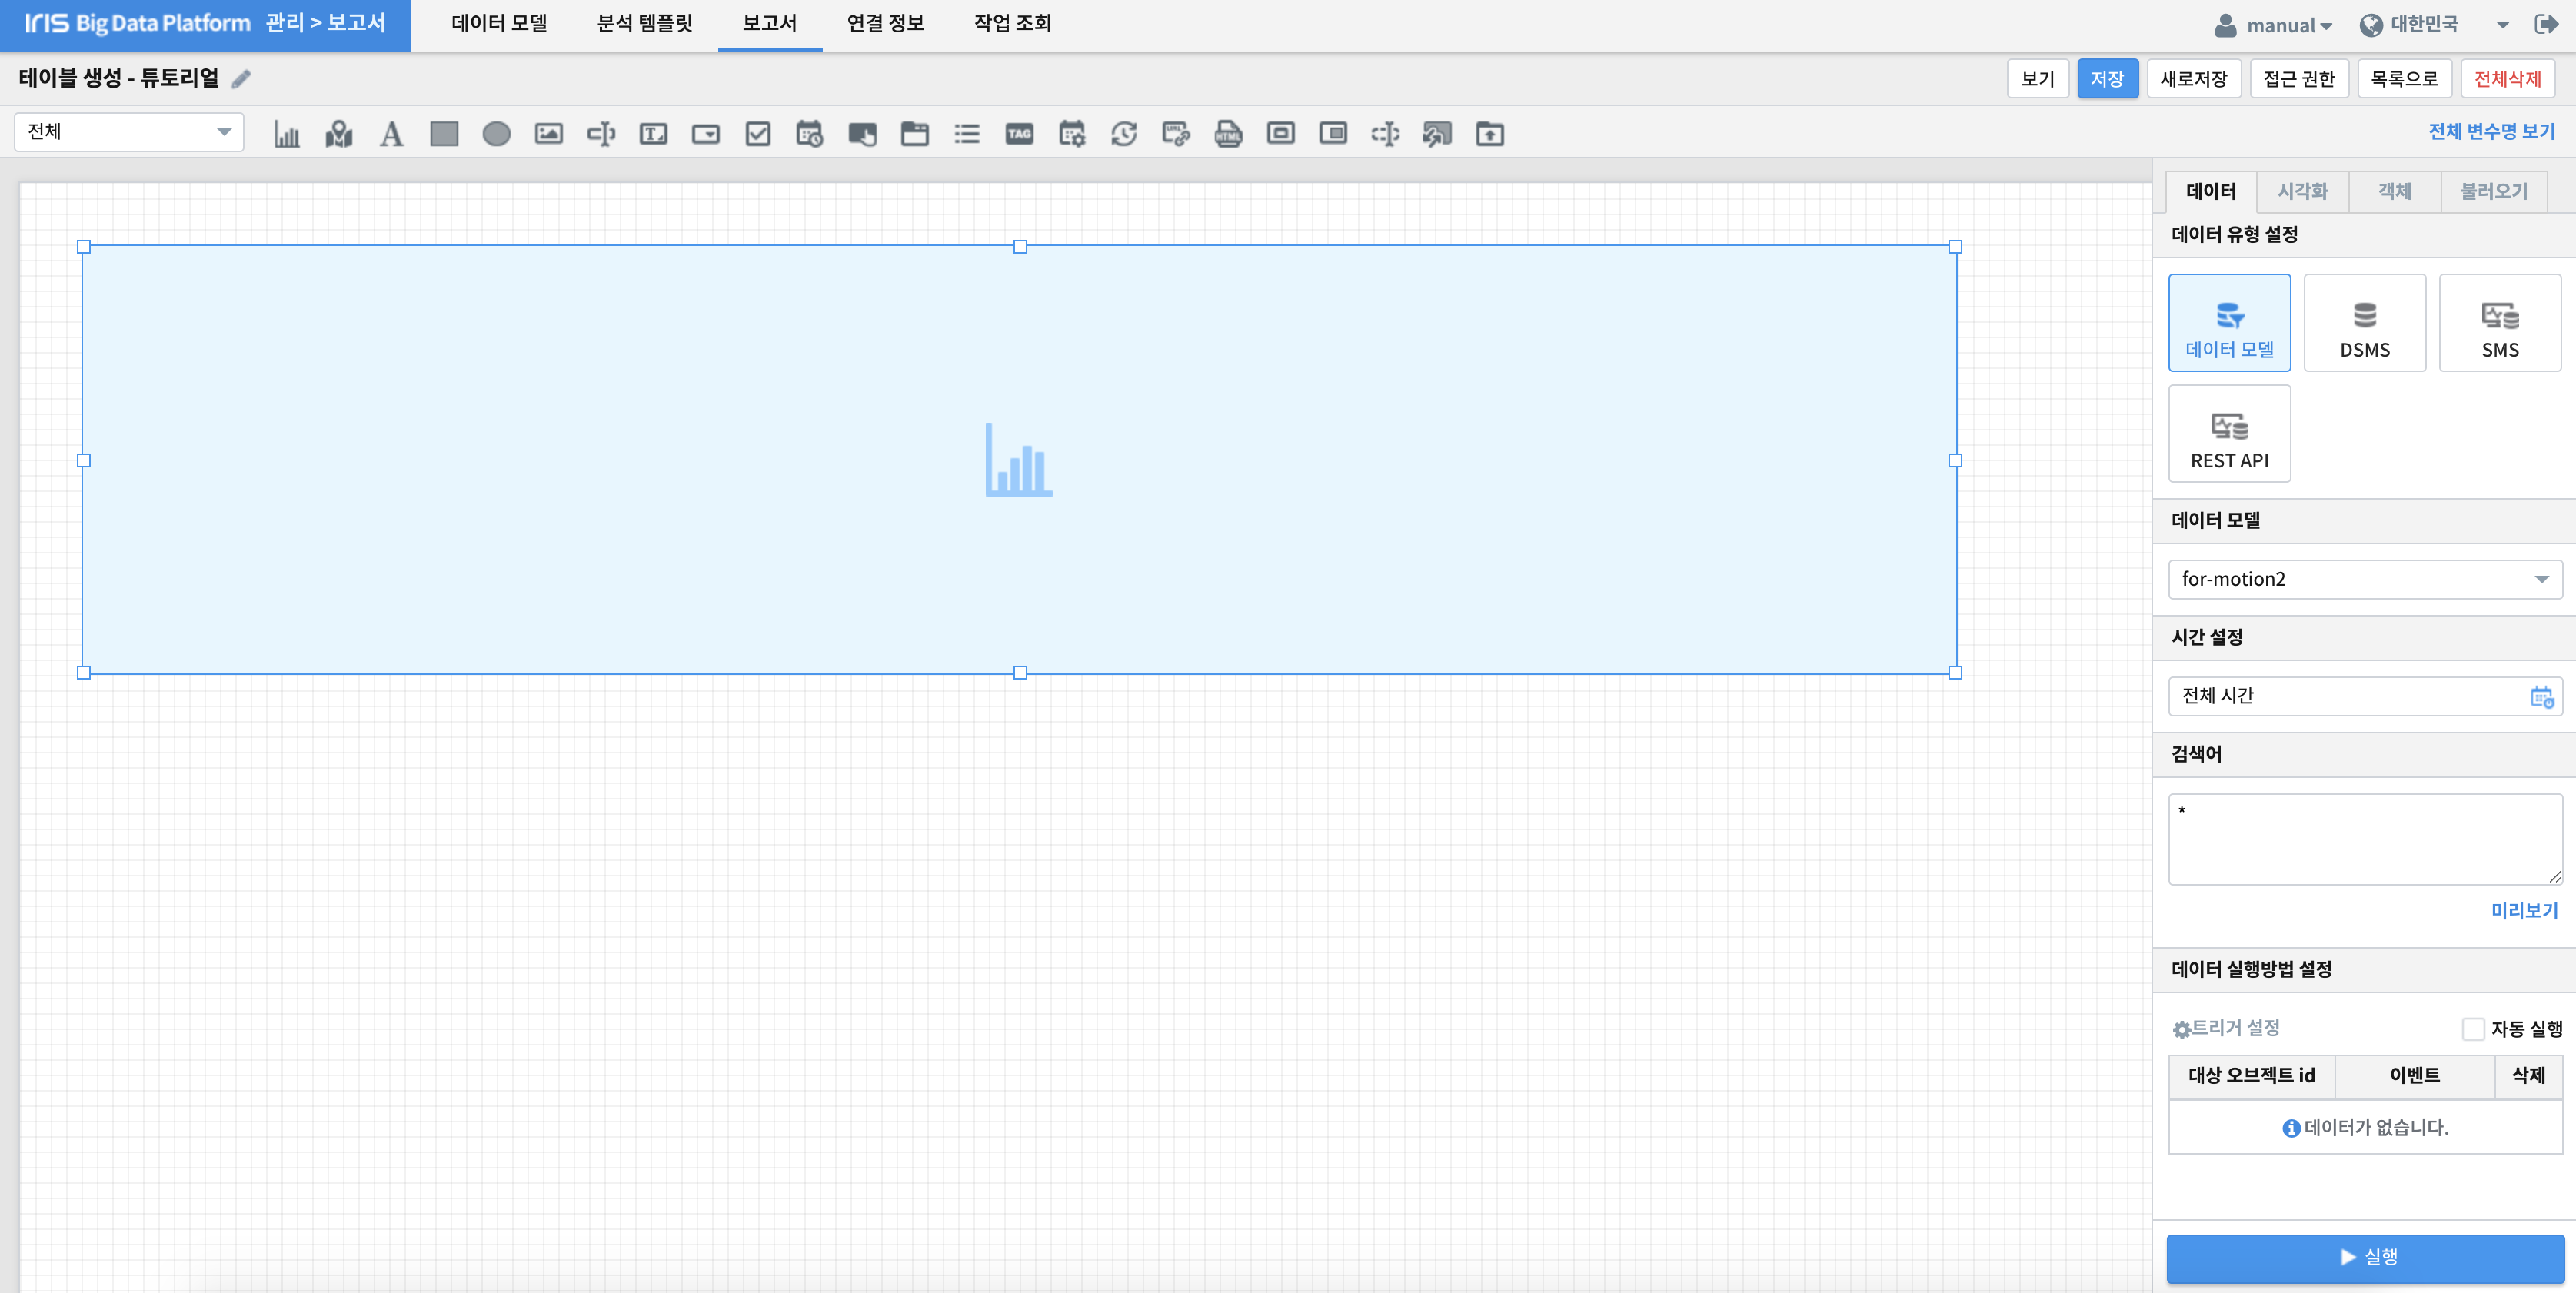 IRIS Big Data Platform 관리 > 보고서 데이터 모델 분석 템플릿 보고서 연결 정보 작업 조회 manual 대한민국
테이블 생성 - 튜토리얼 보기 저장 새로저장 접근 권한 목록으로 전체삭제
전체 A T TAG HTML 전체 변수명 보기
데이터 시각화 객체 불러오기
데이터 유형 설정
데이터 모델 DSMS SMS
REST API
데이터 모델
for-motion2
시간 설정
전체 시간
검색어
*
미리보기
데이터 실행방법 설정
트리거 설정 자동 실행
대상 오브젝트 id 이벤트 삭제
데이터가 없습니다.
실행